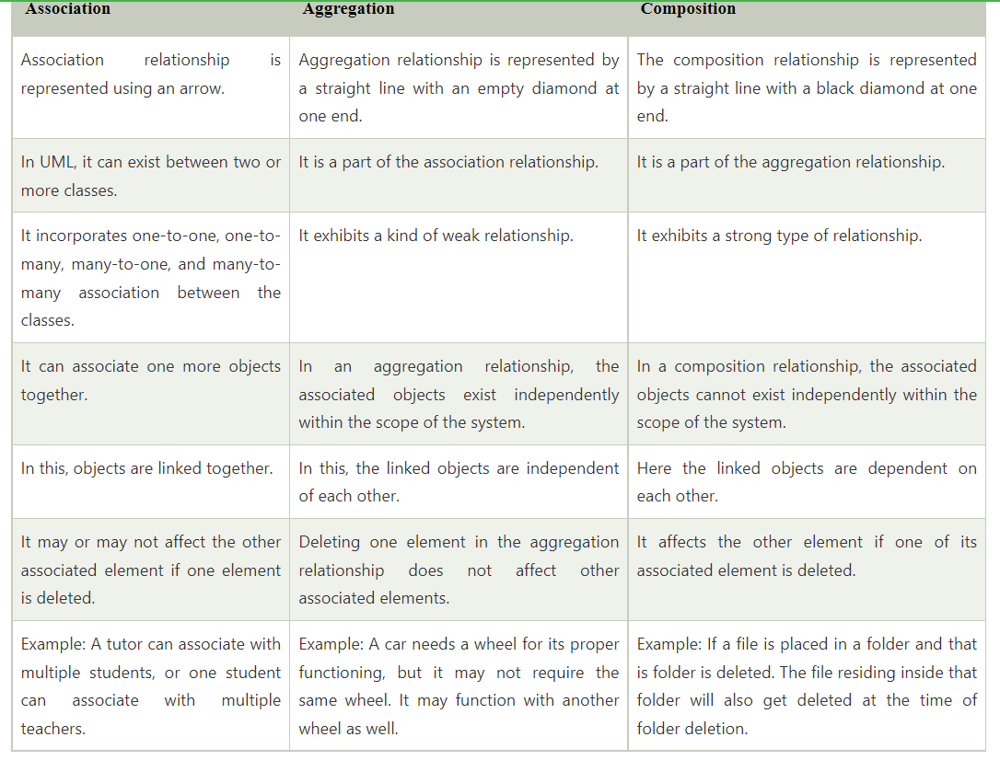 Association Aggregation Composition
Association relationship is
represented using an arrow.
Aggregation relationship is represented by
a straight line with an empty diamond at
one end.
The composition relationship is represented
by a straight line with a black diamond at one
end.
In UML, it can exist between two or
more classes.
It is a part of the association relationship.
It is a part of the aggregation relationship.
It incorporates one-to-one, one-to-
many, many-to-one, and many-to-
many association between the
classes.
It exhibits a kind of weak relationship.
It exhibits a strong type of relationship.
It can associate one more objects
together.
In an aggregation relationship, the
associated objects exist independently
within the scope of the system.
In a composition relationship, the associated
objects cannot exist independently within the
scope of the system.
In this, objects are linked together.
In this, the linked objects are independent
of each other.
Here the linked objects are dependent on
each other.
It may or may not affect the other
associated element if one element
is deleted.
Deleting one element in the aggregation
relationship does not affect other
associated elements.
It affects the other element if one of its
associated element is deleted.
Example: A tutor can associate with
multiple students, or one student
can associate with multiple
teachers.
Example: A car needs a wheel for its proper
functioning, but it may not require the
same wheel. It may function with another
wheel as well.
Example: If a file is placed in a folder and that
is folder is deleted. The file residing inside that
folder will also get deleted at the time of
folder deletion.